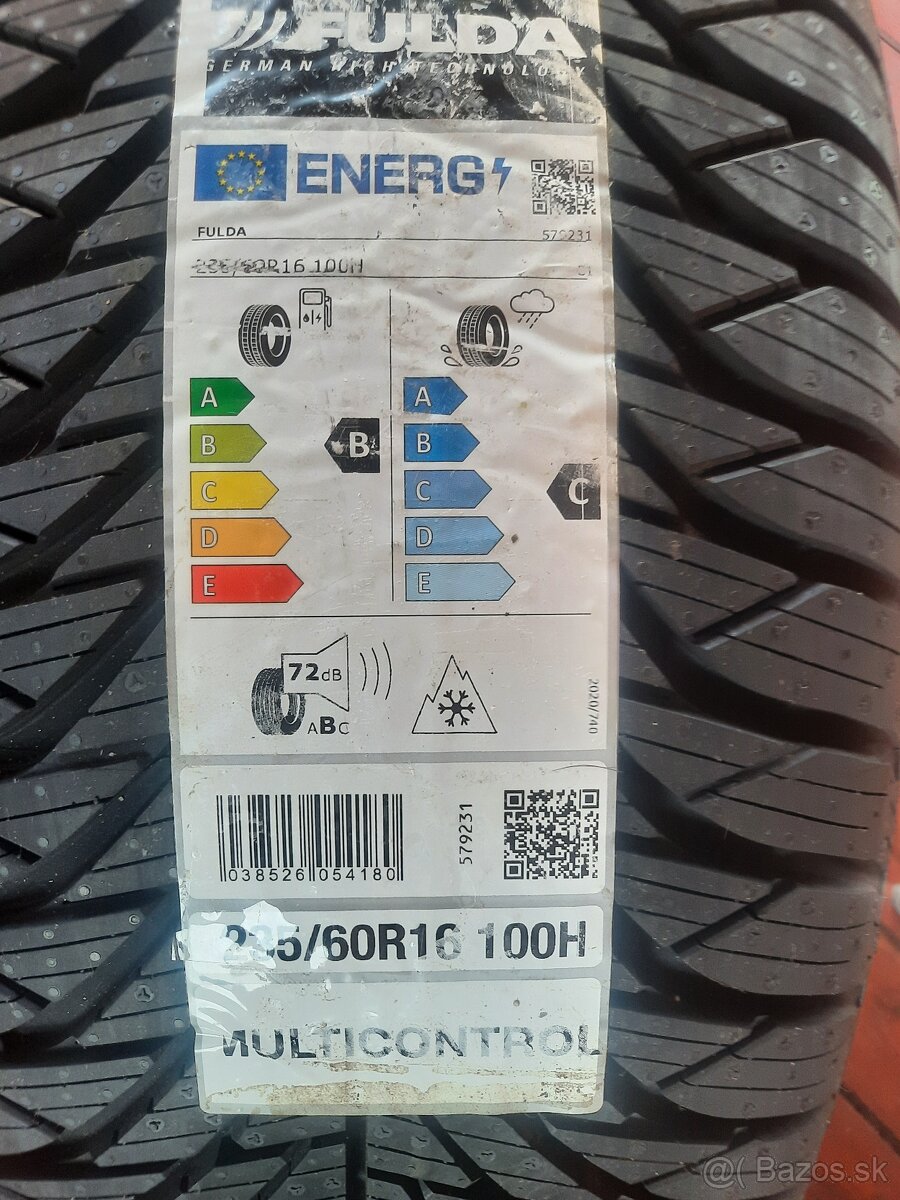 FULDA
GERMAN HIGH TECHNOLOGY
ENERG
FULDA 579231
235/60R16 100H C1
A A
B B B
C C C
D D
E E
72dB
ABC
2020/740
038526 054180
579231
235/60R16 100H
MULTICONTROL
@( Bazos.sk